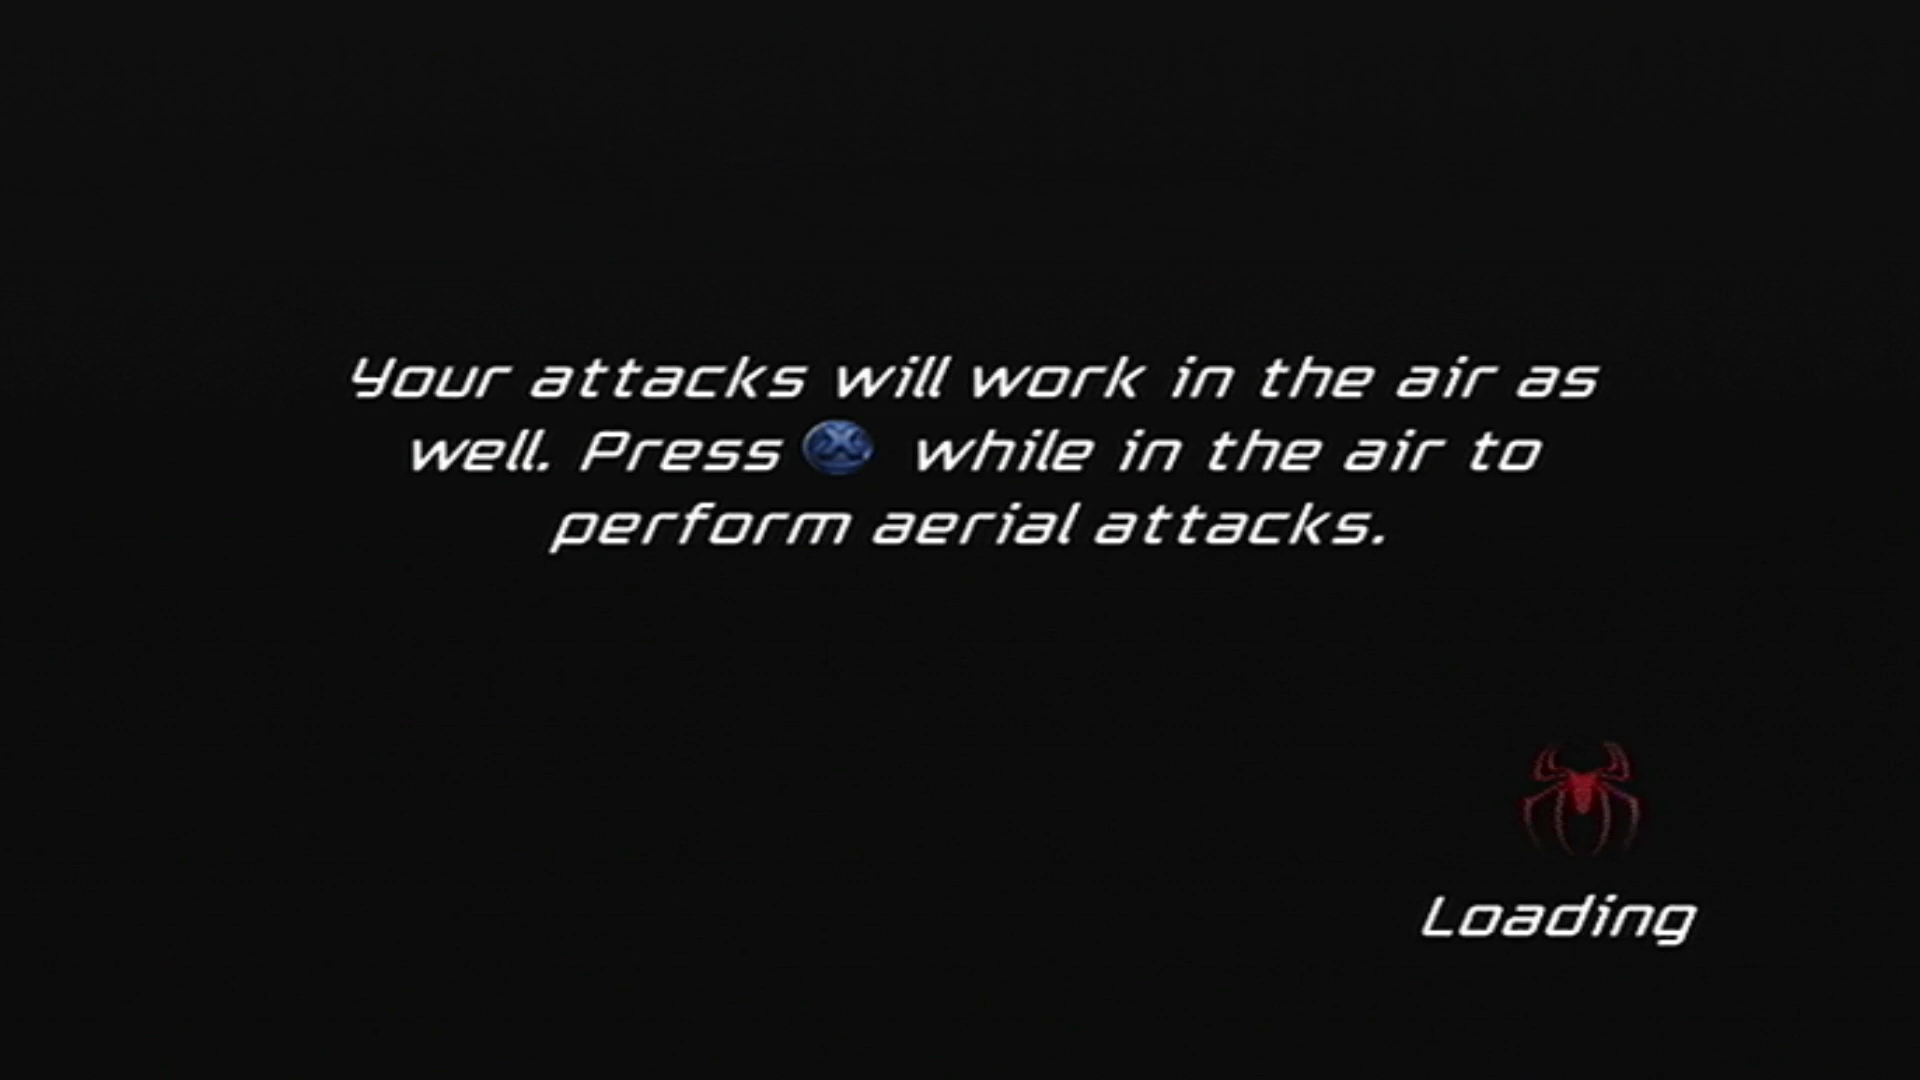 Your attacks will work in the air as
well. Press X while in the air to
perform aerial attacks.
Loading